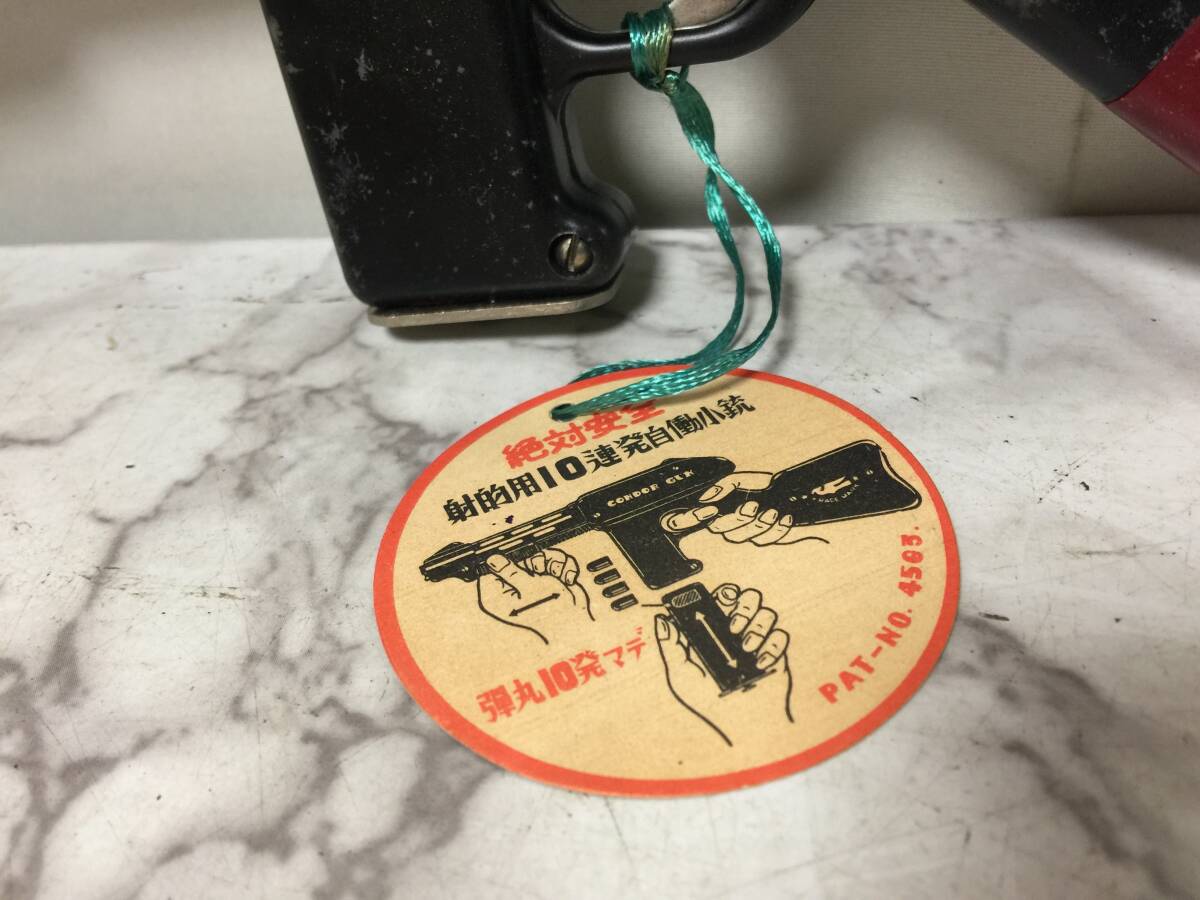 絶対安全
射的用10連発自働小銃
CONDOR GUN
弾丸10発マデ
PAT-NO. 4503.